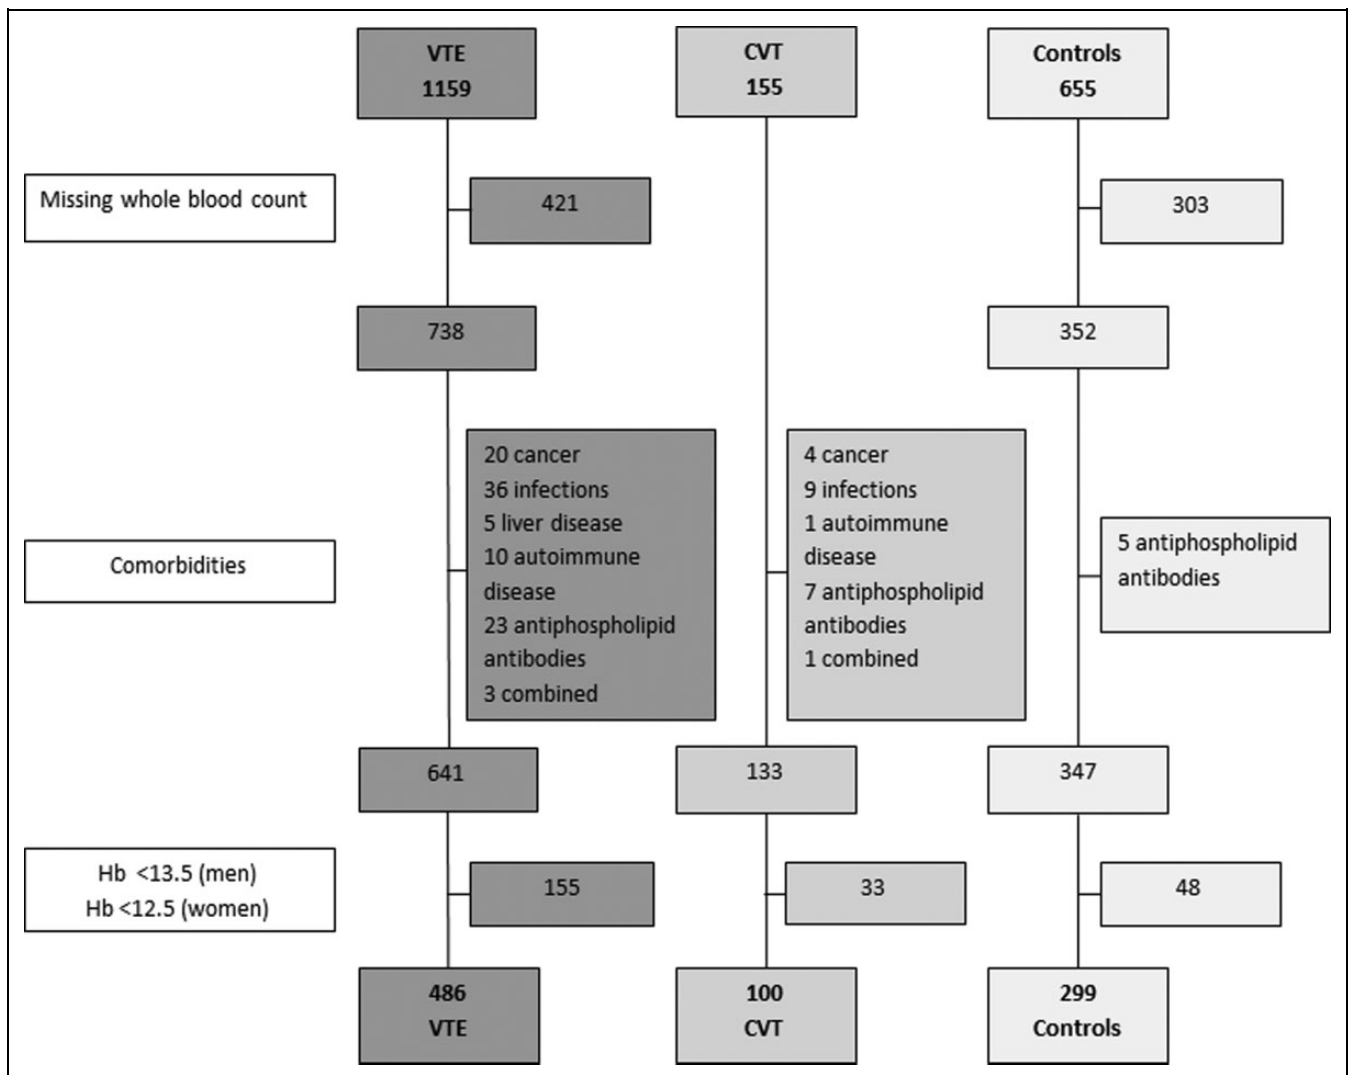 VTE
1159
CVT
155
Controls
655
Missing whole blood count
421
303
738
352
20 cancer
36 infections
5 liver disease
10 autoimmune
disease
23 antiphospholipid
antibodies
3 combined
4 cancer
9 infections
1 autoimmune
disease
7 antiphospholipid
antibodies
1 combined
Comorbidities
5 antiphospholipid
antibodies
641
133
347
Hb <13.5 (men)
Hb <12.5 (women)
155
33
48
486
VTE
100
CVT
299
Controls